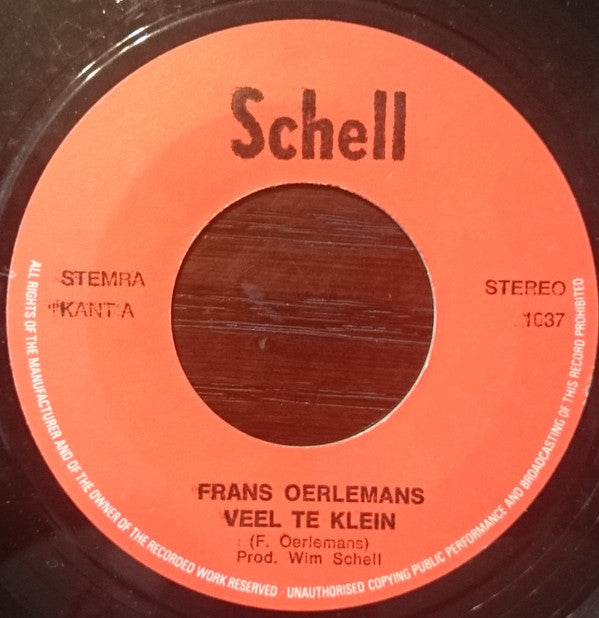 Schell
STEMRA
KANT A
STEREO
1037
FRANS OERLEMANS
VEEL TE KLEIN
(F. Oerlemans)
Prod. Wim Schell
ALL RIGHTS OF THE MANUFACTURER AND OF THE OWNER OF THE RECORDED WORK RESERVED - UNAUTHORISED COPYING PUBLIC PERFORMANCE AND BROADCASTING OF THIS RECORD PROHIBITED